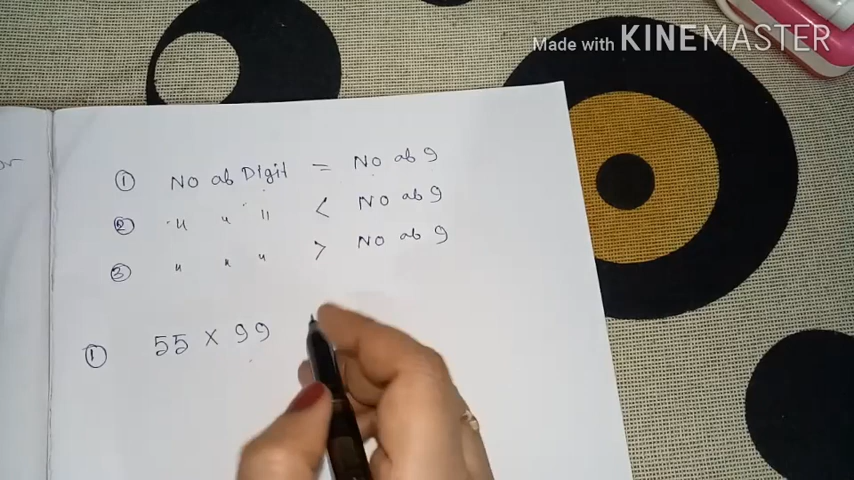 Made with KINEMASTER
or
① No ab Digit = No ab 9
② " " " < No ab 9
③ " " " > No ab 9
① 55 × 99